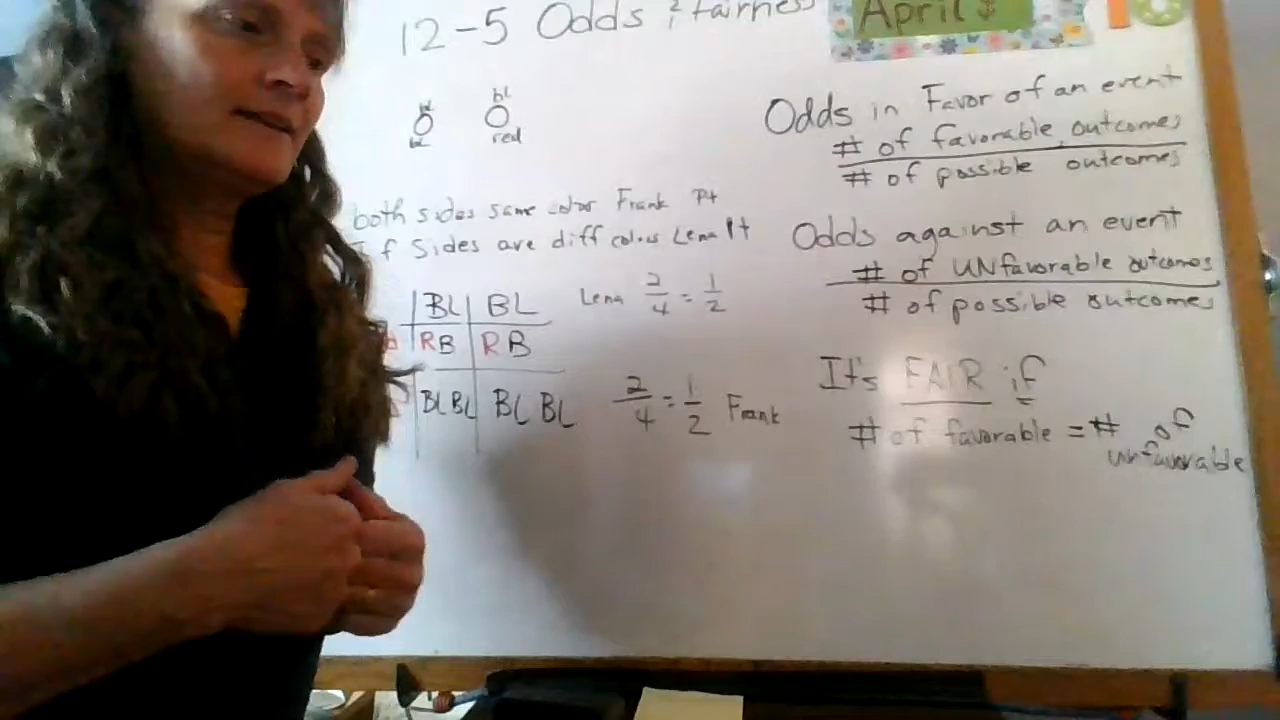 12-5 Odds & fairness
April
bl
bl
bl
red
both sides same color Frank Pt
If Sides are diff colors Lena 1t
BL BL
RB RB
BLBL BL BL
Lena 2/4 = 1/2
2/4 = 1/2 Frank
Odds in Favor of an event
# of favorable outcomes
# of possible outcomes
Odds against an event
# of UNfavorable outcomes
# of possible outcomes
It's FAIR if
# of favorable = # of
unfavorable